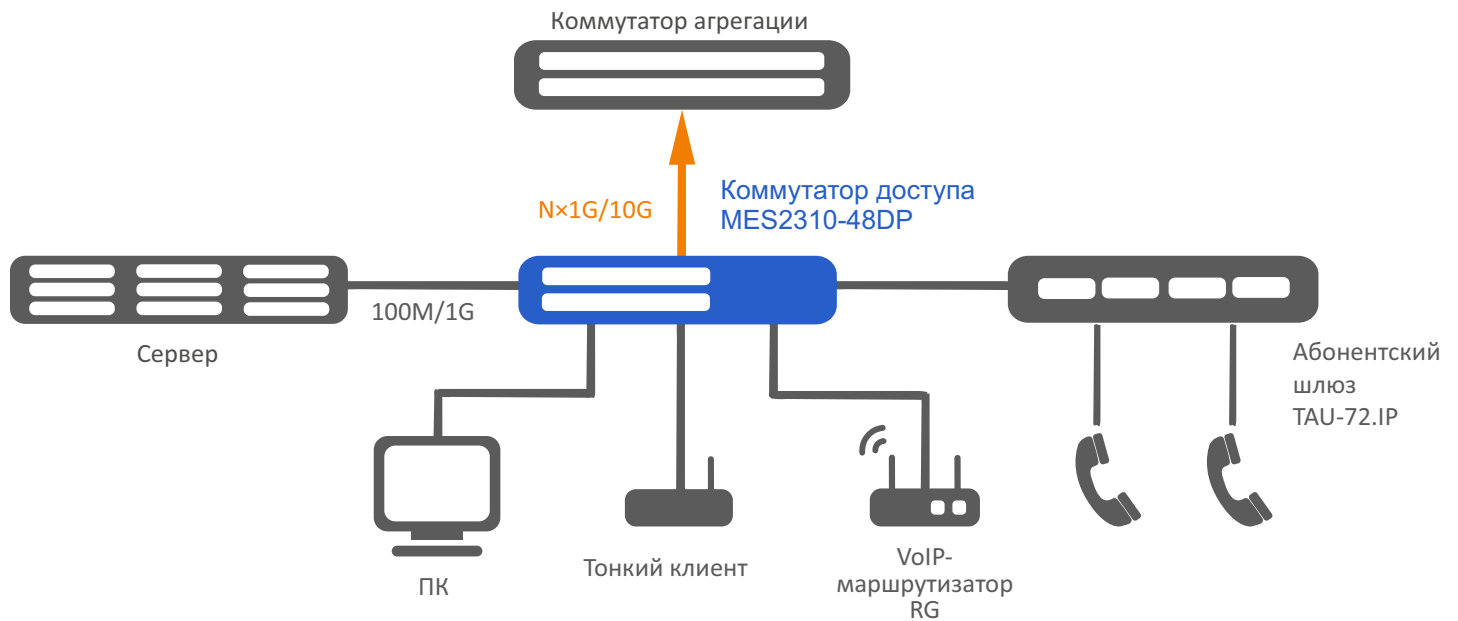 Коммутатор агрегации
N×1G/10G
Коммутатор доступа
MES2310-48DP
100M/1G
Сервер
Абонентский
шлюз
TAU-72.IP
ПК
Тонкий клиент
VoIP-
маршрутизатор
RG